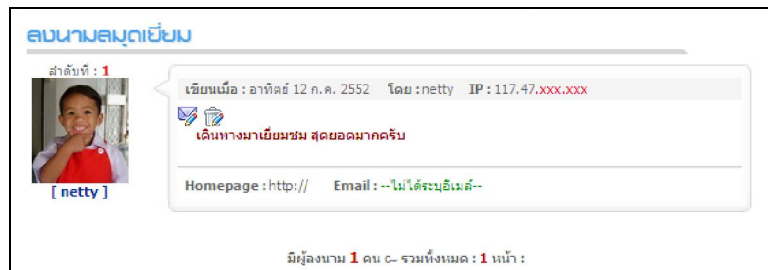 ลงนามสมุดเยี่ยม
ลำดับที่ : 1
เขียนเมื่อ : อาทิตย์ 12 ก.ค. 2552 โดย : netty IP : 117.47.xxx.xxx
เดินทางมาเยี่ยมชม สุดยอดมากครับ
[ netty ]
Homepage : http:// Email : --ไม่ได้ระบุอีเมล์--
มีผู้ลงนาม 1 คน c~ รวมทั้งหมด : 1 หน้า :